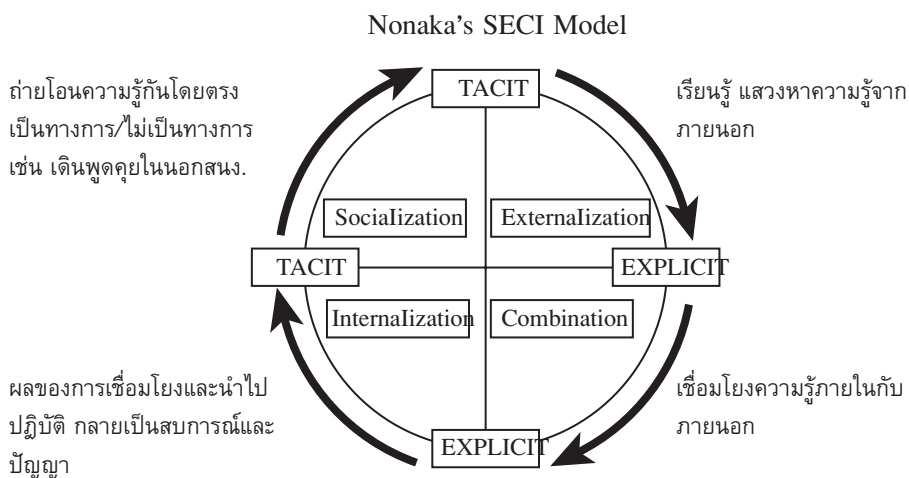 Nonaka's SECI Model
ถ่ายโอนความรู้กันโดยตรง
เป็นทางการ/ไม่เป็นทางการ
เช่น เดินพูดคุยในนอกสนง.
TACIT
เรียนรู้ แสวงหาความรู้จาก
ภายนอก
Socialization
Externalization
TACIT
EXPLICIT
Internalization
Combination
ผลของการเชื่อมโยงและนำไป
ปฎิบัติ กลายเป็นสบการณ์และ
ปัญญา
EXPLICIT
เชื่อมโยงความรู้ภายในกับ
ภายนอก